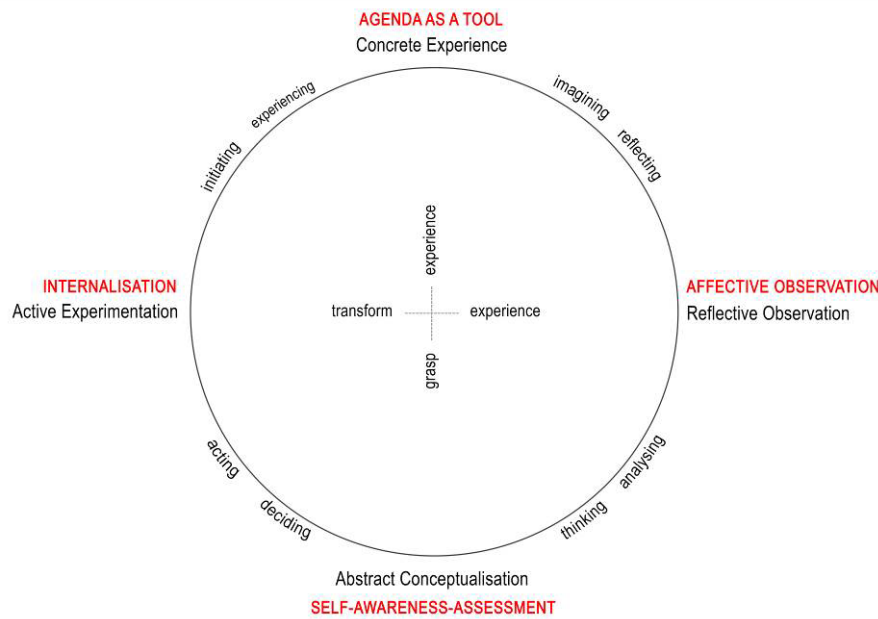 AGENDA AS A TOOL
Concrete Experience
experiencing
initiating
imagining
reflecting
experience
INTERNALISATION
Active Experimentation
transform
experience
AFFECTIVE OBSERVATION
Reflective Observation
grasp
acting
deciding
analysing
thinking
Abstract Conceptualisation
SELF-AWARENESS-ASSESSMENT